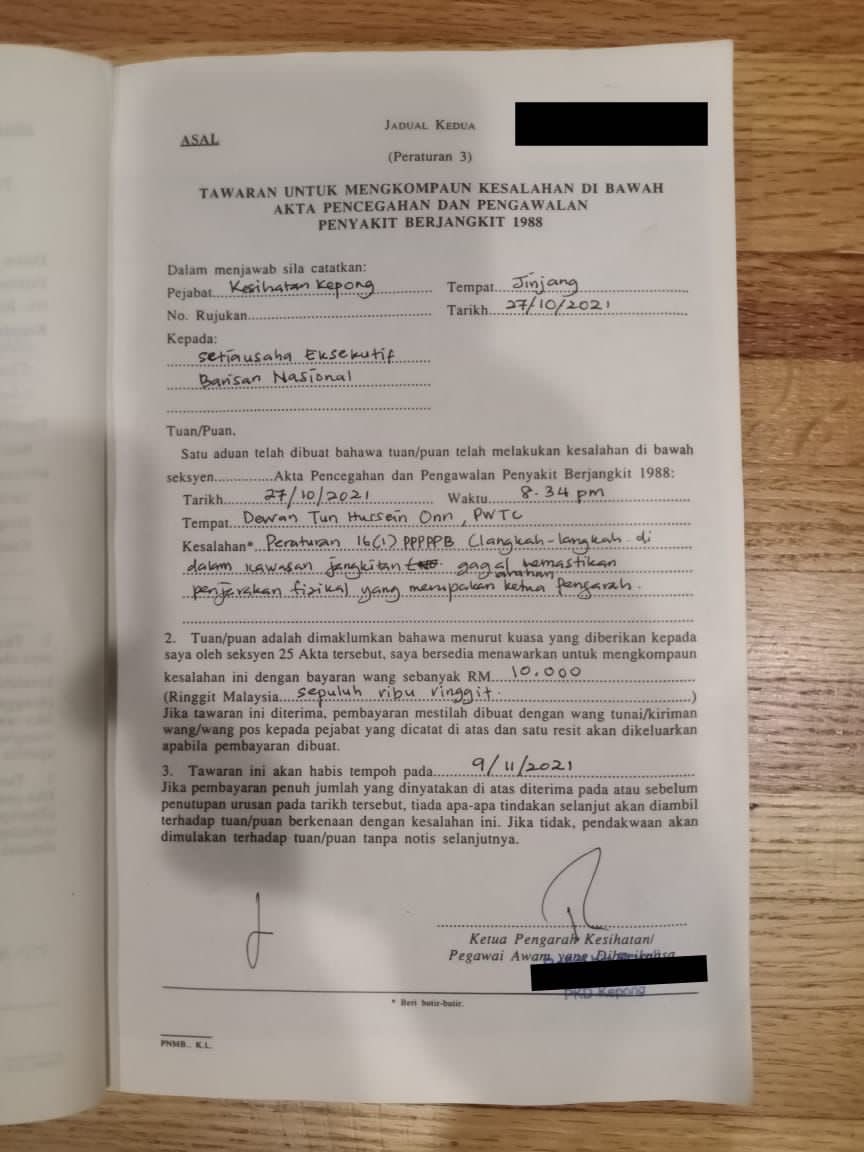 ASAL
JADUAL KEDUA
(Peraturan 3)
TAWARAN UNTUK MENGKOMPAUN KESALAHAN DI BAWAH
AKTA PENCEGAHAN DAN PENGAWALAN
PENYAKIT BERJANGKIT 1988
Dalam menjawab sila catatkan:
Pejabat Kesihatan Kepong Tempat Jinjang
No. Rujukan Tarikh 27/10/2021
Kepada:
Setiausaha Eksekutif
Barisan Nasional
Tuan/Puan.
Satu aduan telah dibuat bahawa tuan/puan telah melakukan kesalahan di bawah
seksyen..............Akta Pencegahan dan Pengawalan Penyakit Berjangkit 1988:
Tarikh 27/10/2021 Waktu 8.34 pm
Tempat Dewan Tun Hussein Onn, PWTC
Kesalahan* Peraturan 16(1) PPPPPB (langkah-langkah di
dalam kawasan jangkitan gagal memastikan
penjarakan fizikal yang merupakan arahan ketua pengarah.
2. Tuan/puan adalah dimaklumkan bahawa menurut kuasa yang diberikan kepada
saya oleh seksyen 25 Akta tersebut, saya bersedia menawarkan untuk mengkompaun
kesalahan ini dengan bayaran wang sebanyak RM 10.000
(Ringgit Malaysia sepuluh ribu ringgit. )
Jika tawaran ini diterima, pembayaran mestilah dibuat dengan wang tunai/kiriman
wang/wang pos kepada pejabat yang dicatat di atas dan satu resit akan dikeluarkan
apabila pembayaran dibuat.
3. Tawaran ini akan habis tempoh pada 9/11/2021
Jika pembayaran penuh jumlah yang dinyatakan di atas diterima pada atau sebelum
penutupan urusan pada tarikh tersebut, tiada apa-apa tindakan selanjut akan diambil
terhadap tuan/puan berkenaan dengan kesalahan ini. Jika tidak, pendakwaan akan
dimulakan terhadap tuan/puan tanpa notis selanjutnya.
Ketua Pengarah Kesihatan/
Pegawai Awam yang Diberikuasa
PKD Kepong
* Beri butir-butir.
PNMB., K.L.